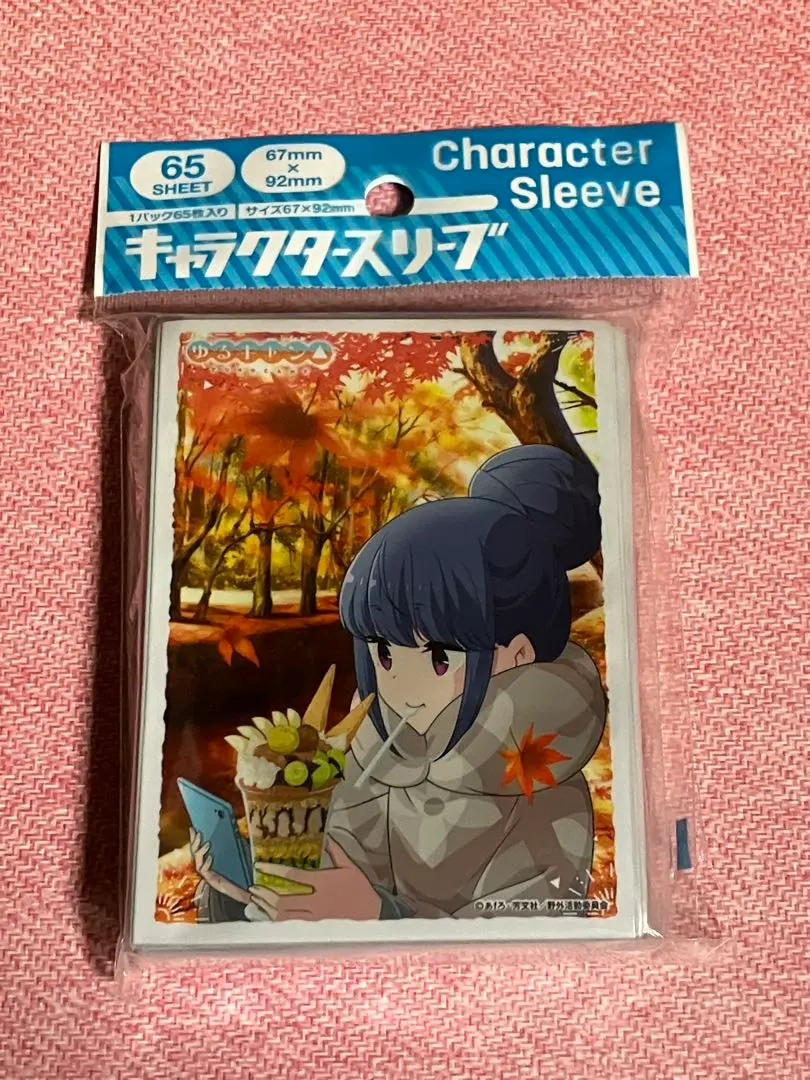 65
SHEET
67mm
×
92mm
Character
Sleeve
1パック65枚入り
サイズ67×92mm
キャラクタースリーブ
ゆるキャン△
©あfろ・芳文社/野外活動委員会